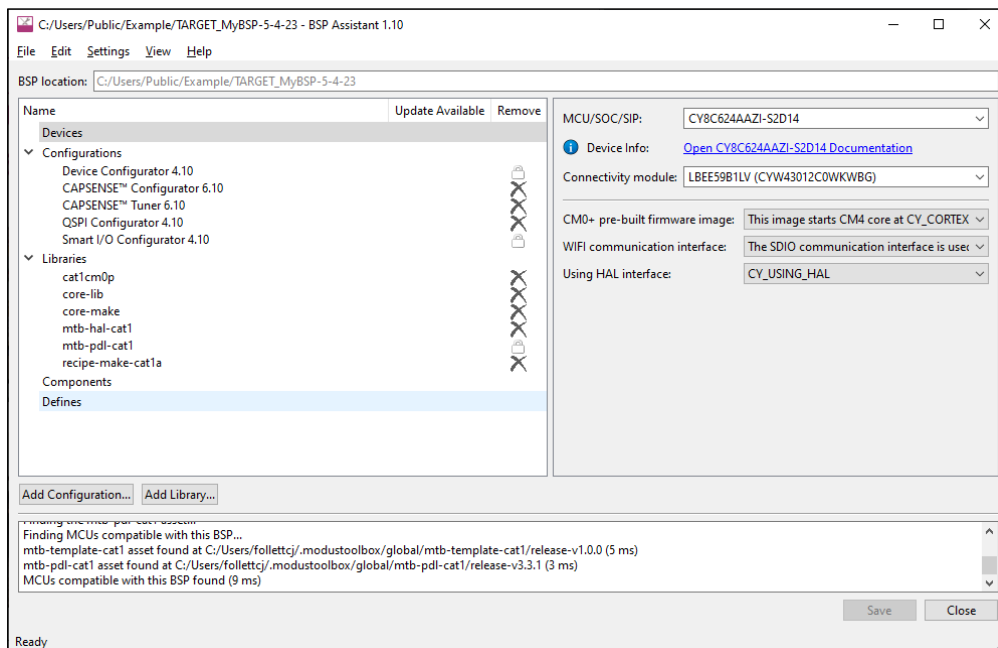 C:/Users/Public/Example/TARGET_MyBSP-5-4-23 - BSP Assistant 1.10
File Edit Settings View Help
BSP location: C:/Users/Public/Example/TARGET_MyBSP-5-4-23
Name Update Available Remove
Devices
Configurations
Device Configurator 4.10
CAPSENSE™ Configurator 6.10
CAPSENSE™ Tuner 6.10
QSPI Configurator 4.10
Smart I/O Configurator 4.10
Libraries
cat1cm0p
core-lib
core-make
mtb-hal-cat1
mtb-pdl-cat1
recipe-make-cat1a
Components
Defines
MCU/SOC/SIP: CY8C624AAZI-S2D14
Device Info: Open CY8C624AAZI-S2D14 Documentation
Connectivity module: LBEE59B1LV (CYW43012C0WKWBG)
CM0+ pre-built firmware image: This image starts CM4 core at CY_CORTEX
WIFI communication interface: The SDIO communication interface is
Using HAL interface: CY_USING_HAL
Add Configuration... Add Library...
Finding the mtb-pdl-cat1 asset...
Finding MCUs compatible with this BSP...
mtb-template-cat1 asset found at C:/Users/follettcj/.modustoolbox/global/mtb-template-cat1/release-v1.0.0 (5 ms)
mtb-pdl-cat1 asset found at C:/Users/follettcj/.modustoolbox/global/mtb-pdl-cat1/release-v3.3.1 (3 ms)
MCUs compatible with this BSP found (9 ms)
Save Close
Ready